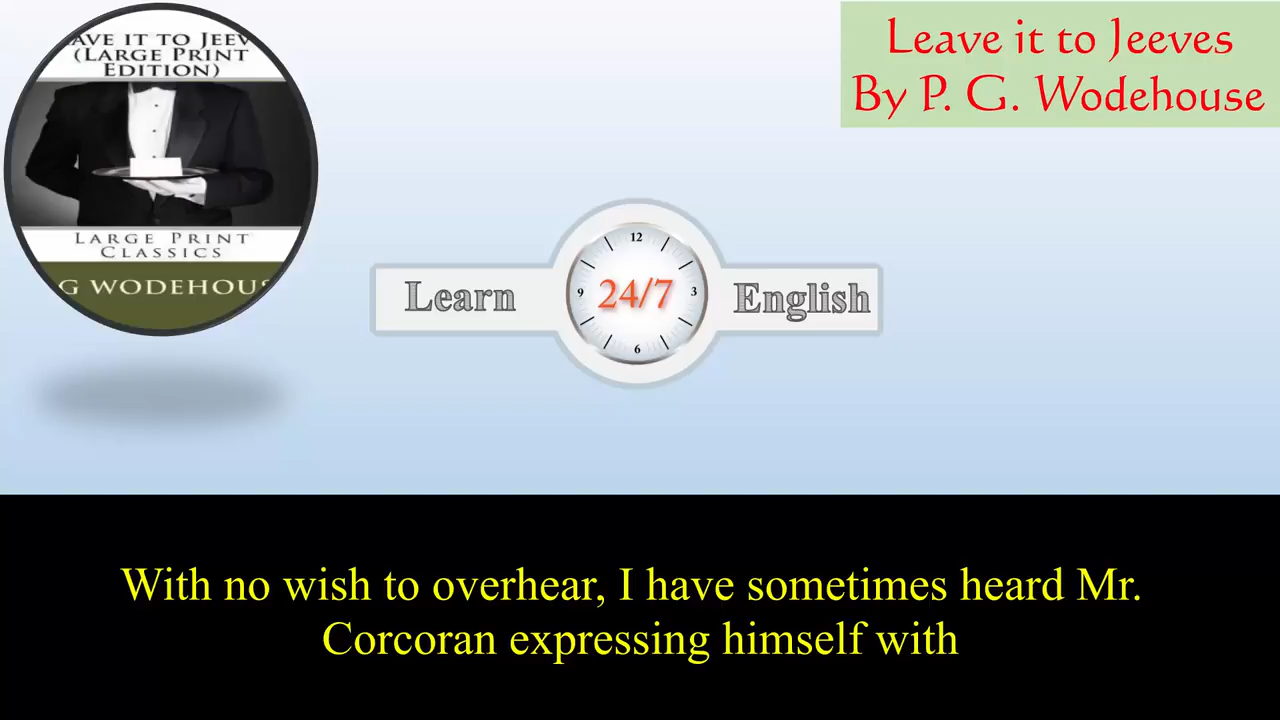 AVE IT TO JEEV
(LARGE PRINT
EDITION)
LARGE PRINT
CLASSICS
G WODEHOUS
Leave it to Jeeves
By P. G. Wodehouse
Learn
12
9
24/7
3
6
English
With no wish to overhear, I have sometimes heard Mr.
Corcoran expressing himself with